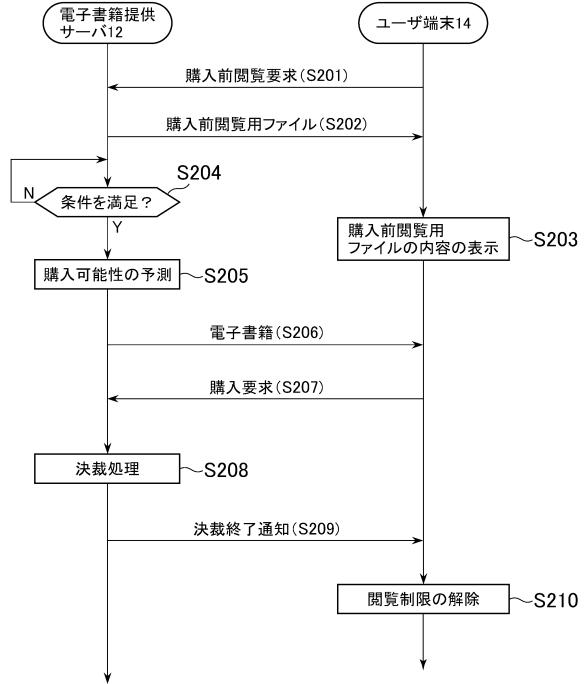 電子書籍提供
サーバ12
ユーザ端末14
購入前閲覧要求(S201)
購入前閲覧用ファイル(S202)
S204
N
条件を満足？
Y
購入前閲覧用
ファイルの内容の表示
S203
購入可能性の予測
S205
電子書籍(S206)
購入要求(S207)
決裁処理
S208
決裁終了通知(S209)
閲覧制限の解除
S210